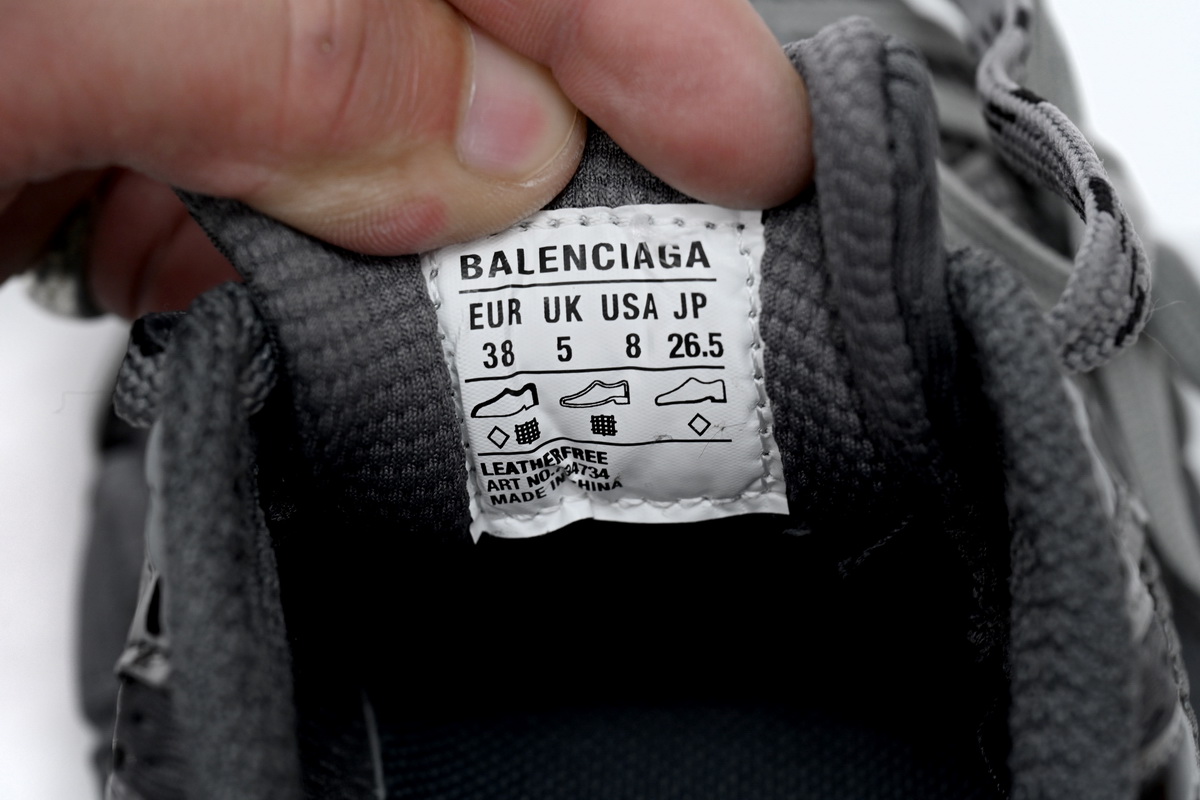 BALENCIAGA
EUR UK USA JP
38 5 8 26.5
LEATHERFREE
ART NO.
MADE IN CHINA